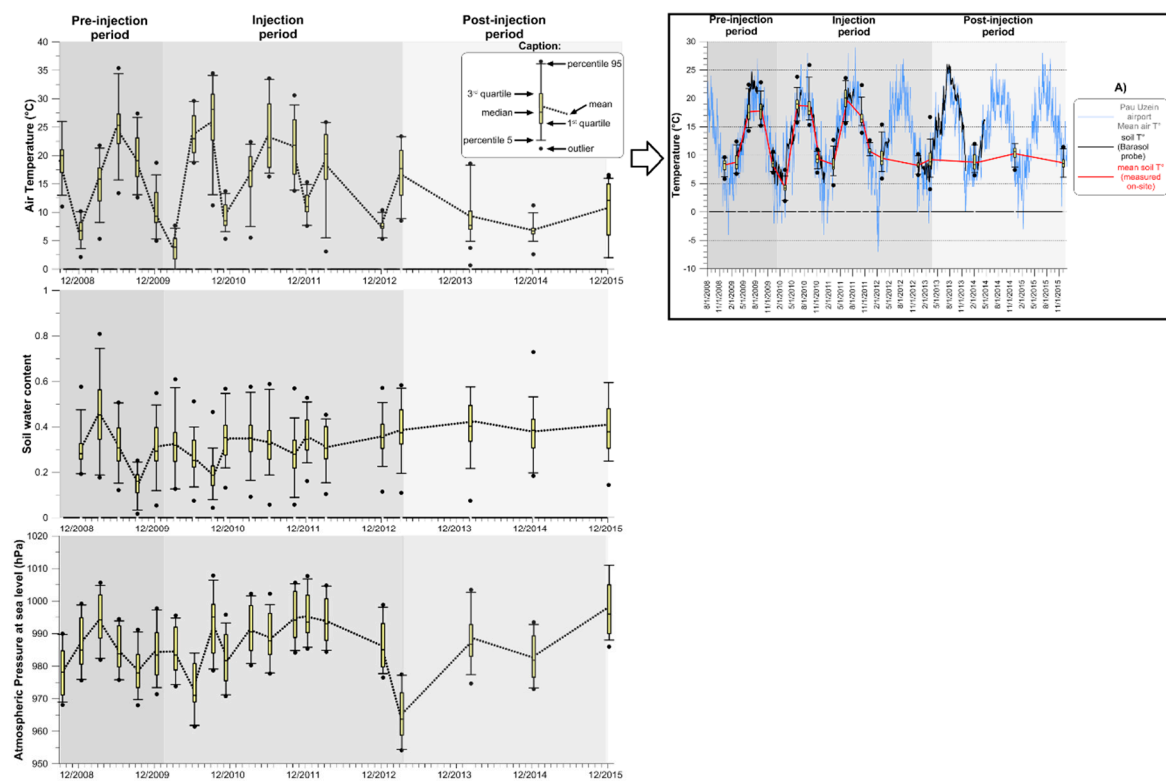 Pre-injection
period
Injection
period
Post-injection
period
Caption:
percentile 95
3rd quartile
median
mean
1st quartile
percentile 5
outlier
Air Temperature (°C)
40
35
30
25
20
15
10
5
0
12/2008
12/2009
12/2010
12/2011
12/2012
12/2013
12/2014
12/2015
Soil water content
1
0.8
0.6
0.4
0.2
0
12/2008
12/2009
12/2010
12/2011
12/2012
12/2013
12/2014
12/2015
Atmospheric Pressure at sea level (hPa)
1020
1010
1000
990
980
970
960
950
12/2008
12/2009
12/2010
12/2011
12/2012
12/2013
12/2014
12/2015
Pre-injection
period
Injection
period
Post-injection
period
Temperature (°C)
30
25
20
15
10
5
0
-5
-10
8/1/2008
11/1/2008
2/1/2009
5/1/2009
8/1/2009
11/1/2009
2/1/2010
5/1/2010
8/1/2010
11/1/2010
2/1/2011
5/1/2011
8/1/2011
11/1/2011
2/1/2012
5/1/2012
8/1/2012
11/1/2012
2/1/2013
5/1/2013
8/1/2013
11/1/2013
2/1/2014
5/1/2014
8/1/2014
11/1/2014
2/1/2015
5/1/2015
8/1/2015
11/1/2015
A)
Pau Uzein
airport
Mean air T°
soil T°
(Barasol
probe)
mean soil T°
(measured
on-site)